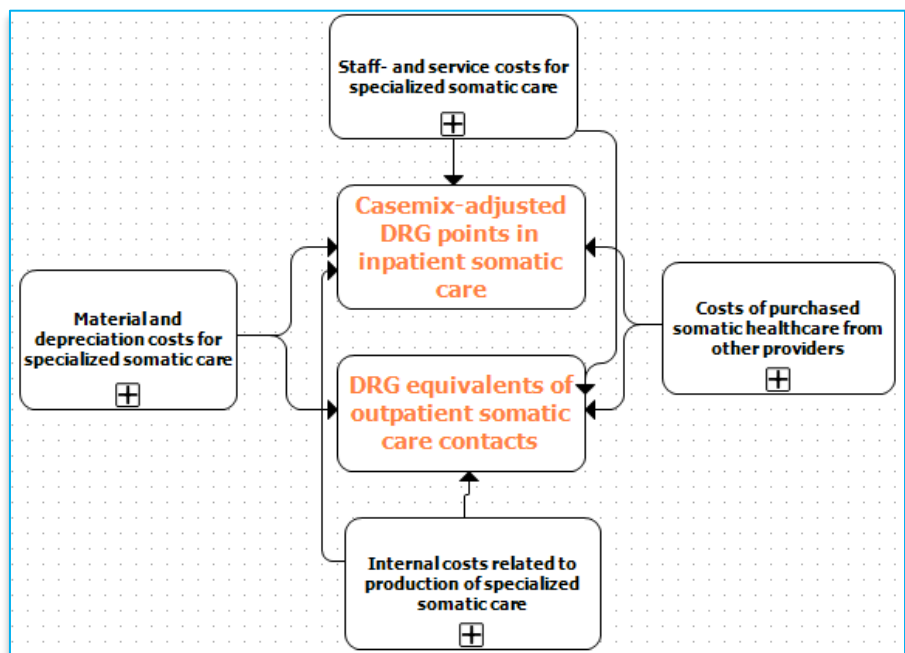 Staff- and service costs for
specialized somatic care
Casemix-adjusted
DRG points in
inpatient somatic
care
Material and
depreciation costs for
specialized somatic care
Costs of purchased
somatic healthcare from
other providers
DRG equivalents of
outpatient somatic
care contacts
Internal costs related to
production of specialized
somatic care